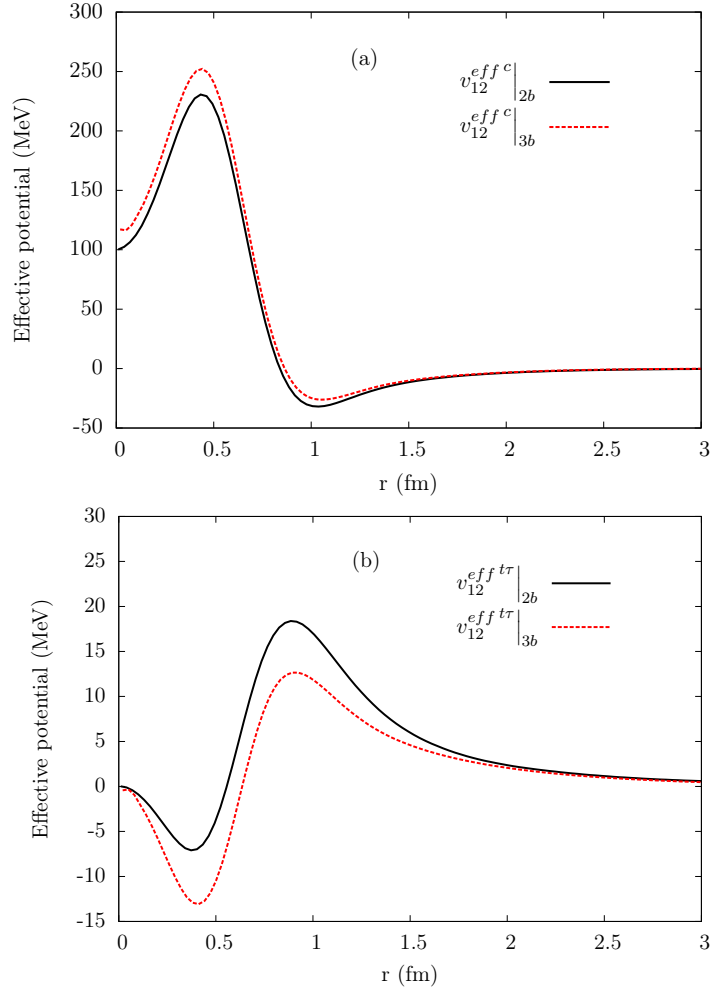 300
250
200
150
100
50
0
-50
Effective potential (MeV)
(a)
v_{12}^{eff c}|_{2b}
v_{12}^{eff c}|_{3b}
0 0.5 1 1.5 2 2.5 3
r (fm)
30
25
20
15
10
5
0
-5
-10
-15
Effective potential (MeV)
(b)
v_{12}^{eff tτ}|_{2b}
v_{12}^{eff tτ}|_{3b}
0 0.5 1 1.5 2 2.5 3
r (fm)